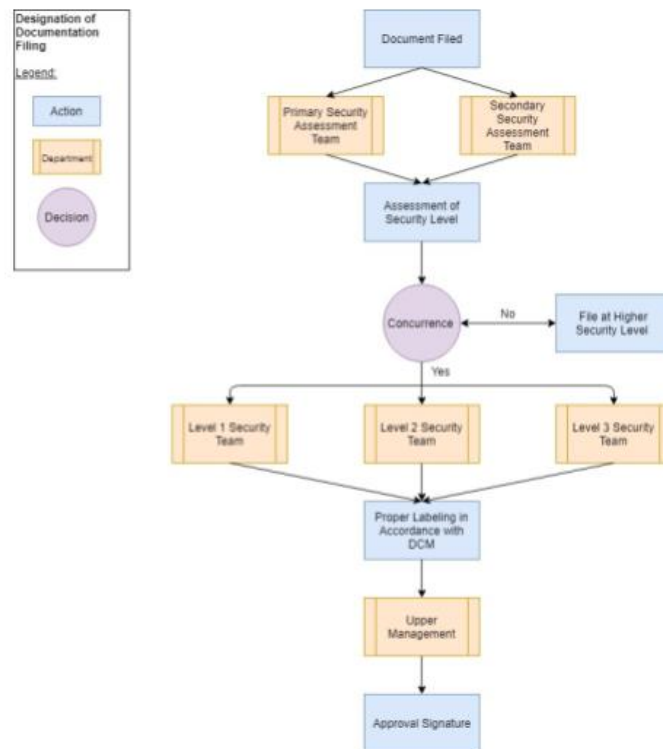 Designation of
Documentation
Filing
Legend:
Action
Department
Decision
Document Filed
Primary Security
Assessment
Team
Secondary
Security
Assessment
Team
Assessment of
Security Level
Concurrence
No
File at Higher
Security Level
Yes
Level 1 Security
Team
Level 2 Security
Team
Level 3 Security
Team
Proper Labeling in
Accordance with
DCM
Upper
Management
Approval Signature